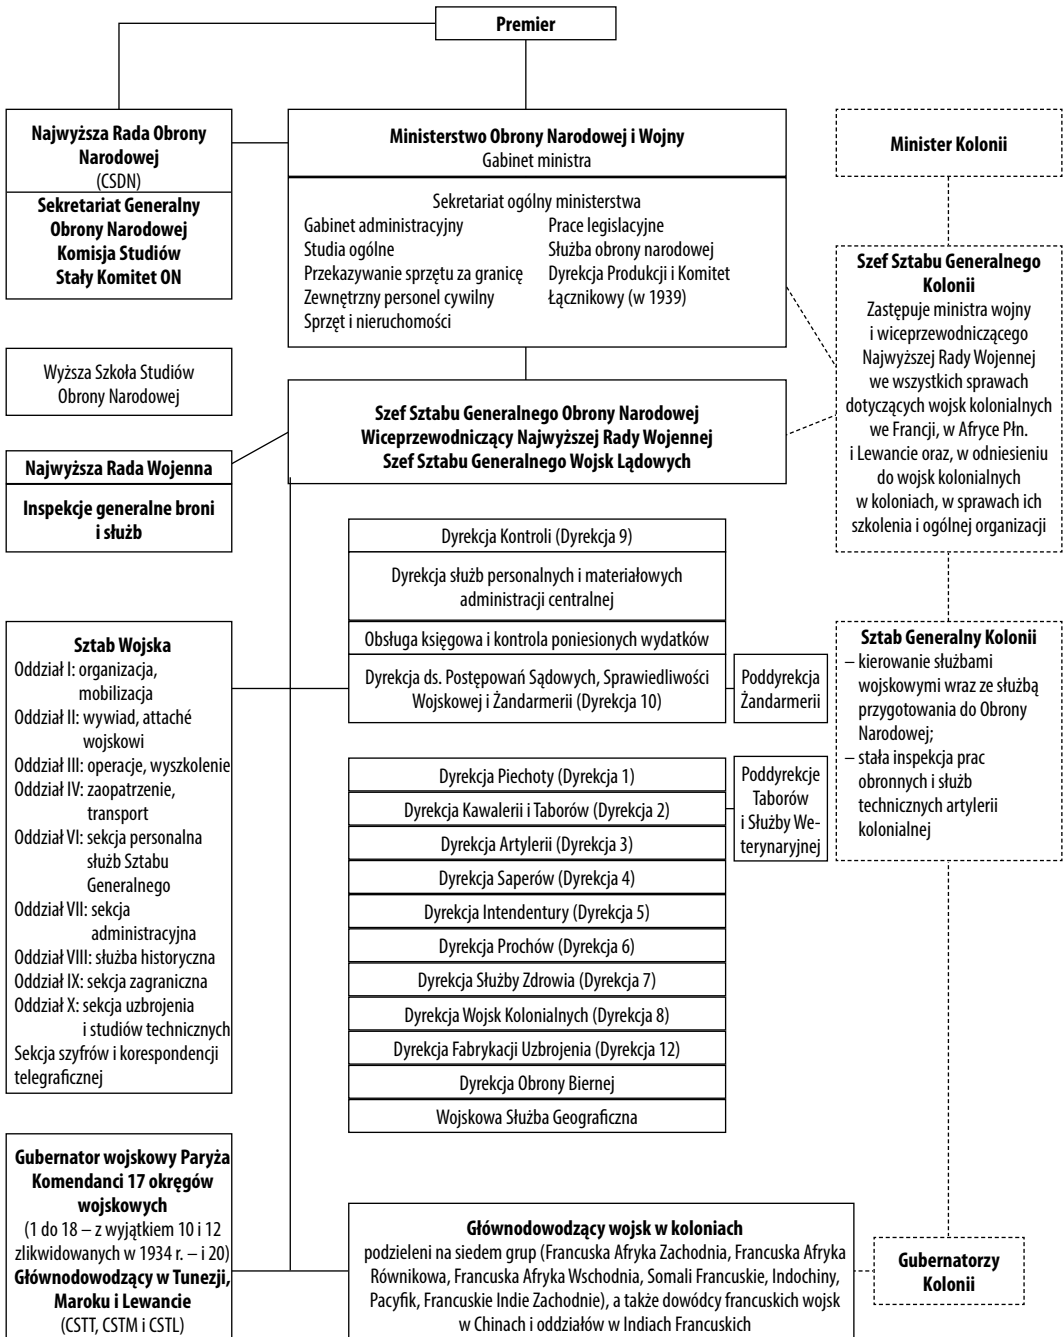 Premier
Najwyższa Rada Obrony
Narodowej
(CSDN)
Sekretariat Generalny
Obrony Narodowej
Komisja Studiów
Stały Komitet ON
Ministerstwo Obrony Narodowej i Wojny
Gabinet ministra
Sekretariat ogólny ministerstwa
Gabinet administracyjny
Studia ogólne
Przekazywanie sprzętu za granicę
Zewnętrzny personel cywilny
Sprzęt i nieruchomości
Prace legislacyjne
Służba obrony narodowej
Dyrekcja Produkcji i Komitet
Łącznikowy (w 1939)
Minister Kolonii
Szef Sztabu Generalnego
Kolonii
Zastępuje ministra wojny
i wiceprzewodniczącego
Najwyższej Rady Wojennej
we wszystkich sprawach
dotyczących wojsk kolonialnych
we Francji, w Afryce Płn.
i Lewancie oraz, w odniesieniu
do wojsk kolonialnych
w koloniach, w sprawach ich
szkolenia i ogólnej organizacji
Wyższa Szkoła Studiów
Obrony Narodowej
Szef Sztabu Generalnego Obrony Narodowej
Wiceprzewodniczący Najwyższej Rady Wojennej
Szef Sztabu Generalnego Wojsk Lądowych
Najwyższa Rada Wojenna
Inspekcje generalne broni
i służb
Dyrekcja Kontroli (Dyrekcja 9)
Dyrekcja służb personalnych i materiałowych
administracji centralnej
Obsługa księgowa i kontrola poniesionych wydatków
Dyrekcja ds. Postępowań Sądowych, Sprawiedliwości
Wojskowej i Żandarmerii (Dyrekcja 10)
Poddyrekcja
Żandarmerii
Sztab Wojska
Oddział I: organizacja,
mobilizacja
Oddział II: wywiad, attaché
wojskowi
Oddział III: operacje, wyszkolenie
Oddział IV: zaopatrzenie,
transport
Oddział VI: sekcja personalna
służb Sztabu
Generalnego
Oddział VII: sekcja
administracyjna
Oddział VIII: służba historyczna
Oddział IX: sekcja zagraniczna
Oddział X: sekcja uzbrojenia
i studiów technicznych
Sekcja szyfrów i korespondencji
telegraficznej
Dyrekcja Piechoty (Dyrekcja 1)
Dyrekcja Kawalerii i Taborów (Dyrekcja 2)
Dyrekcja Artylerii (Dyrekcja 3)
Dyrekcja Saperów (Dyrekcja 4)
Dyrekcja Intendentury (Dyrekcja 5)
Dyrekcja Prochów (Dyrekcja 6)
Dyrekcja Służby Zdrowia (Dyrekcja 7)
Dyrekcja Wojsk Kolonialnych (Dyrekcja 8)
Dyrekcja Fabrykacji Uzbrojenia (Dyrekcja 12)
Dyrekcja Obrony Biernej
Wojskowa Służba Geograficzna
Poddyrekcje
Taborów
i Służby We-
terynaryjnej
Sztab Generalny Kolonii
– kierowanie służbami
wojskowymi wraz ze służbą
przygotowania do Obrony
Narodowej;
– stała inspekcja prac
obronnych i służb
technicznych artylerii
kolonialnej
Gubernator wojskowy Paryża
Komendanci 17 okręgów
wojskowych
(1 do 18 – z wyjątkiem 10 i 12
zlikwidowanych w 1934 r. – i 20)
Głównodowodzący w Tunezji,
Maroku i Lewancie
(CSTT, CSTM i CSTL)
Głównodowodzący wojsk w koloniach
podzieleni na siedem grup (Francuska Afryka Zachodnia, Francuska Afryka
Równikowa, Francuska Afryka Wschodnia, Somali Francuskie, Indochiny,
Pacyfik, Francuskie Indie Zachodnie), a także dowódcy francuskich wojsk
w Chinach i oddziałów w Indiach Francuskich
Gubernatorzy
Kolonii